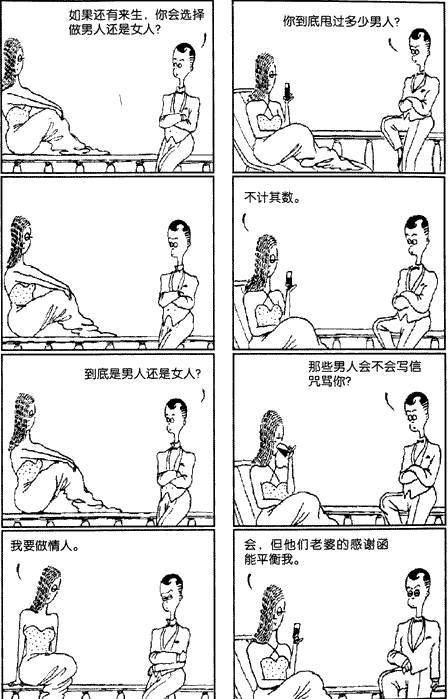 如果还有来生，你会选择
做男人还是女人？
到底是男人还是女人？
我要做情人。
你到底甩过多少男人？
不计其数。
那些男人会不会写信
咒骂你？
会，但他们老婆的感谢函
能平衡我。